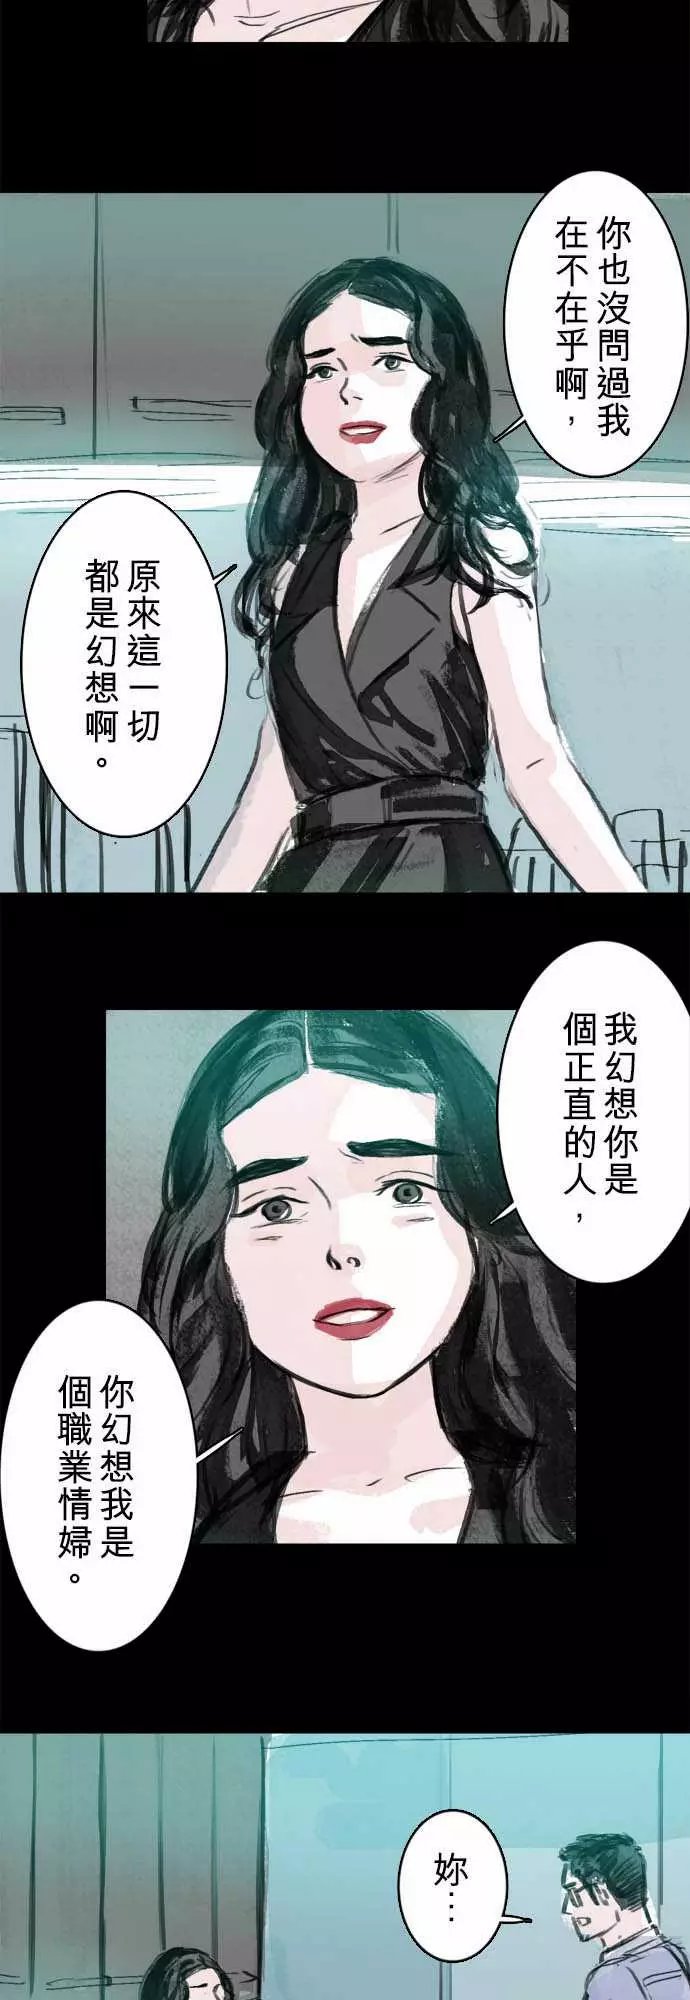 你也沒問過我
在不在乎啊，
原來這一切
都是幻想啊。
我幻想你是
個正直的人，
你幻想我是
個職業情婦。
妳…